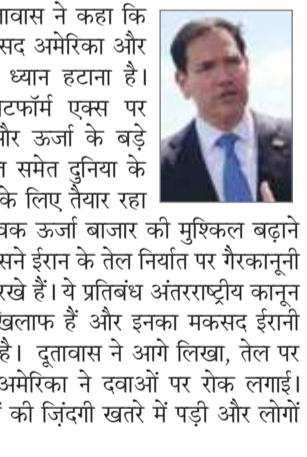 तावास ने कहा कि
सद अमेरिका और
ध्यान हटाना है।
टफॉर्म एक्स पर
और ऊर्जा के बड़े
समेत दुनिया के
के लिए तैयार रहा
वक ऊर्जा बाजार की मुश्किल बढ़ाने
सने ईरान के तेल निर्यात पर गैरकानूनी
रखे हैं। ये प्रतिबंध अंतरराष्ट्रीय कानून
खिलाफ हैं और इनका मकसद ईरानी
है। दूतावास ने आगे लिखा, तेल पर
अमेरिका ने दवाओं पर रोक लगाई।
की ज़िंदगी खतरे में पड़ी और लोगों